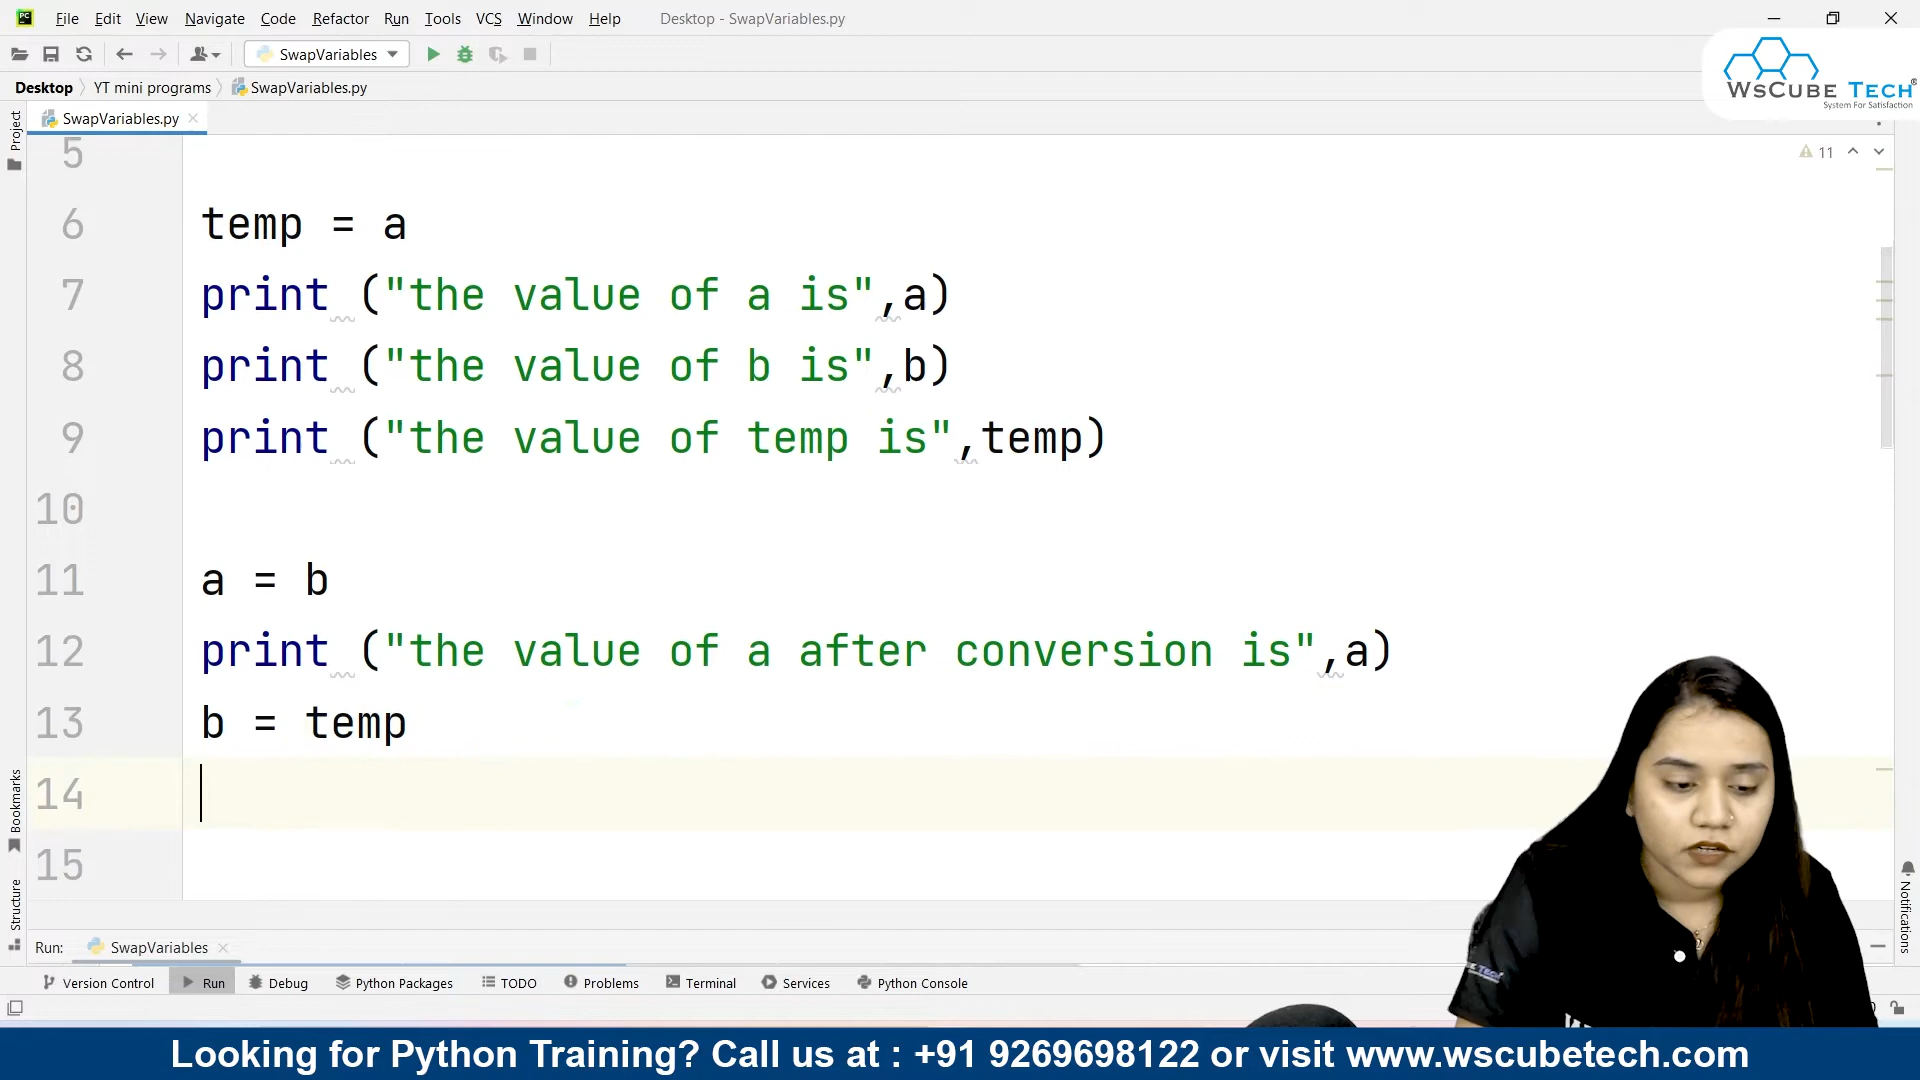 File Edit View Navigate Code Refactor Run Tools VCS Window Help Desktop - SwapVariables.py
SwapVariables
WsCube Tech®
System For Satisfaction
Desktop YT mini programs SwapVariables.py
Project
SwapVariables.py
11
5
6 temp = a
7 print ("the value of a is",a)
8 print ("the value of b is",b)
9 print ("the value of temp is",temp)
10
11 a = b
12 print ("the value of a after conversion is",a)
13 b = temp
14
15
Bookmarks
Structure
Notifications
Run: SwapVariables
Version Control Run Debug Python Packages TODO Problems Terminal Services Python Console
Looking for Python Training? Call us at : +91 9269698122 or visit www.wscubetech.com